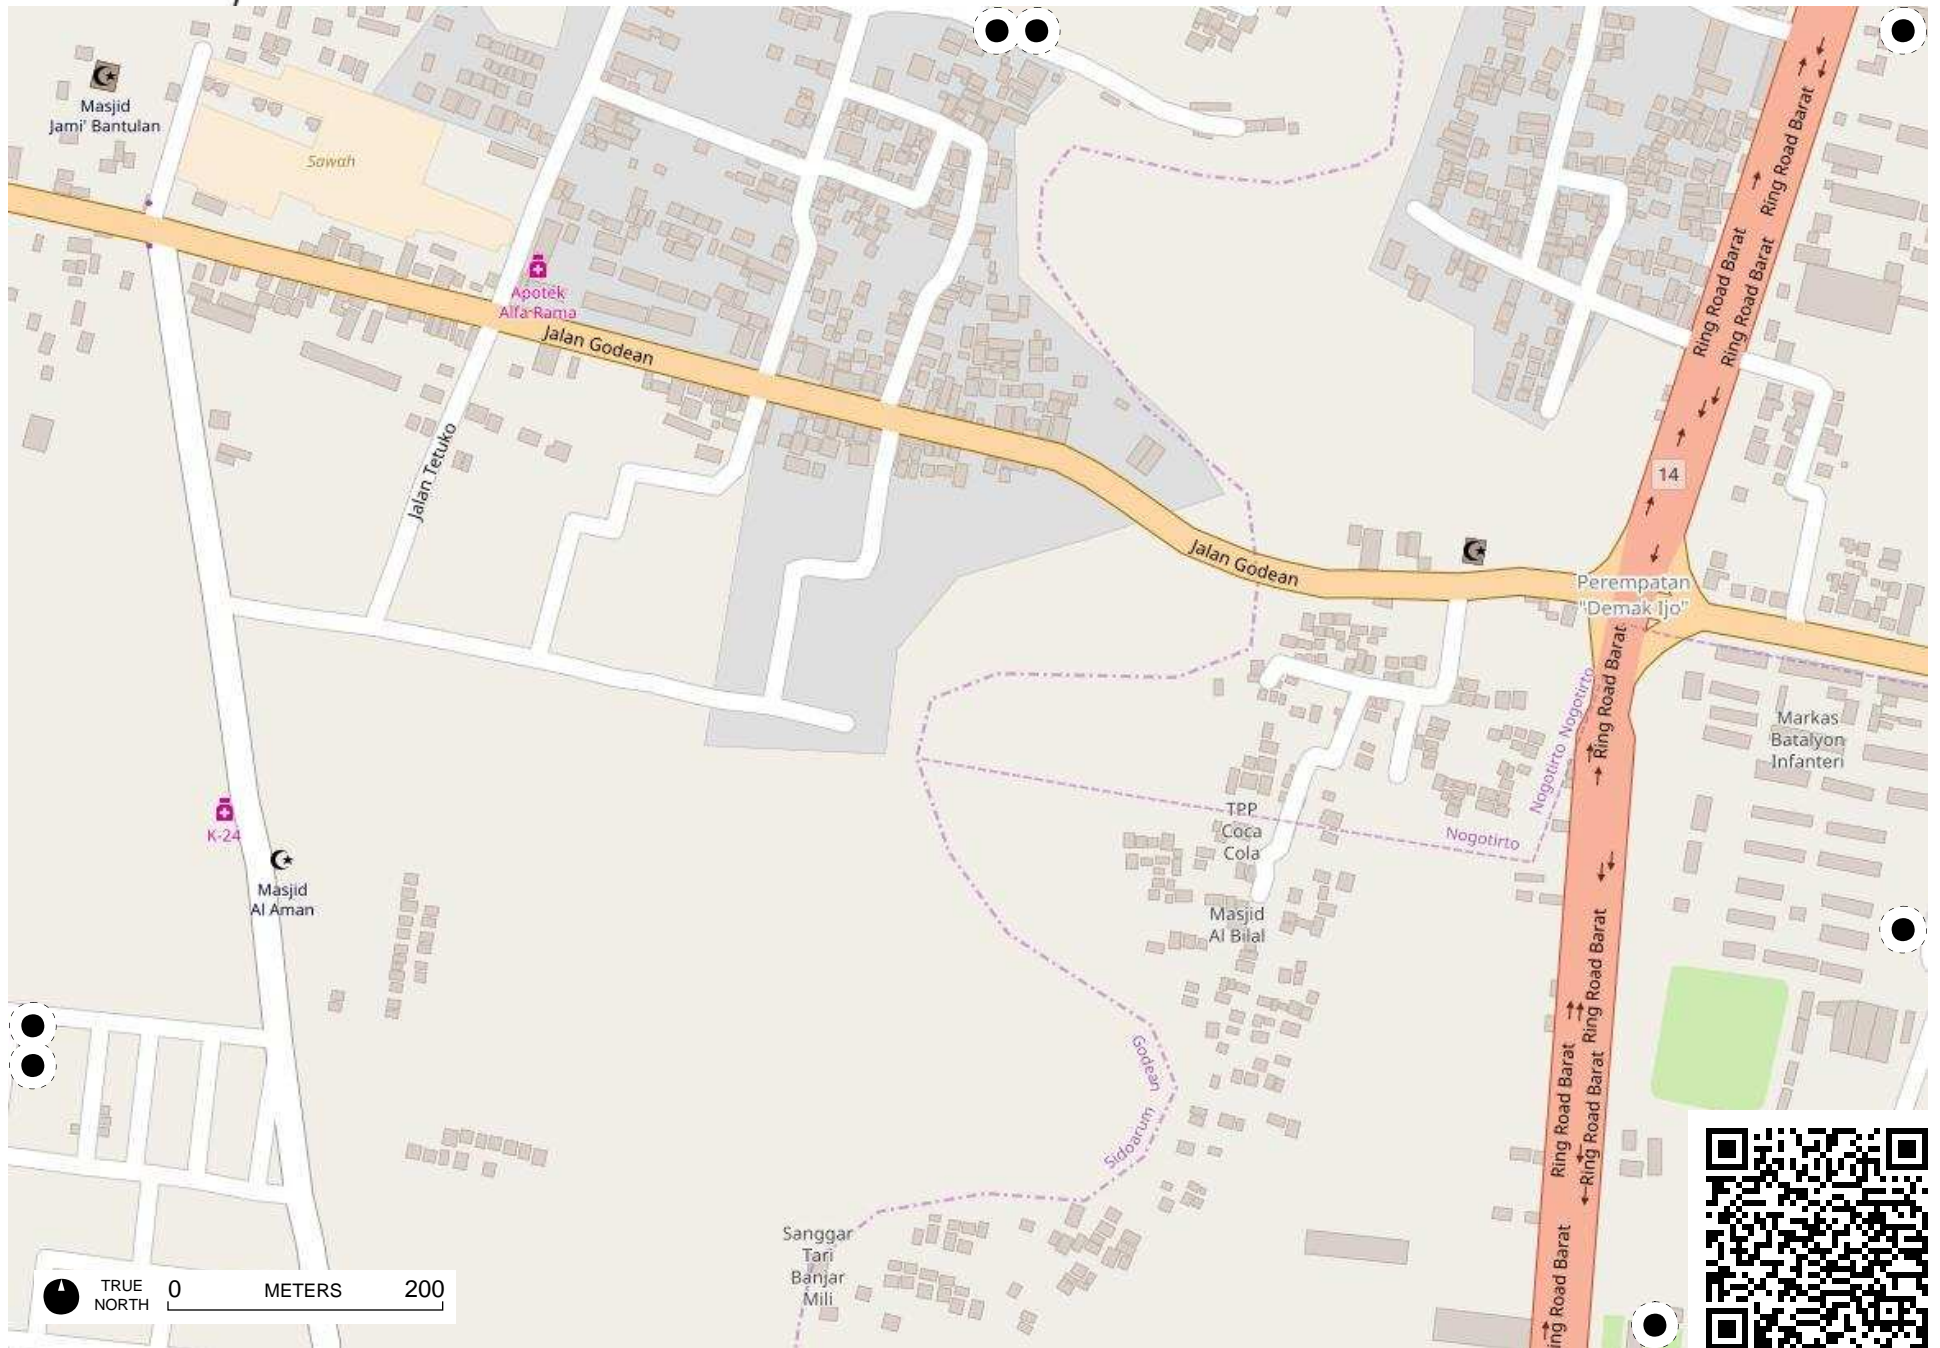 Masjid
Jami' Bantulan
Sawah
Apotek
Alfa Rama
Jalan Godean
Jalan Tetuko
Ring Road Barat
Ring Road Barat
Ring Road Barat
Ring Road Barat
14
Jalan Godean
Perempatan
"Demak Ijo"
Ring Road Barat
Nogotirto Nogotirto
Markas
Batalyon
Infanteri
K-24
Masjid
Al Aman
TPP
Coca
Cola
Nogotirto
Masjid
Al Bilal
Ring Road Barat
Godean
Sidoarum
Ring Road Barat
Ring Road Barat
Sanggar
Tari
Banjar
Mili
ing Road Barat
TRUE
NORTH
0 METERS 200